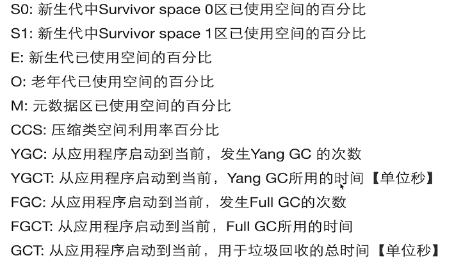 S0: 新生代中Survivor space 0区已使用空间的百分比
S1: 新生代中Survivor space 1区已使用空间的百分比
E: 新生代已使用空间的百分比
O: 老年代已使用空间的百分比
M: 元数据区已使用空间的百分比
CCS: 压缩类空间利用率百分比
YGC: 从应用程序启动到当前，发生Yang GC 的次数
YGCT: 从应用程序启动到当前，Yang GC所用的时间【单位秒】
FGC: 从应用程序启动到当前，发生Full GC的次数
FGCT: 从应用程序启动到当前，Full GC所用的时间
GCT: 从应用程序启动到当前，用于垃圾回收的总时间【单位秒】